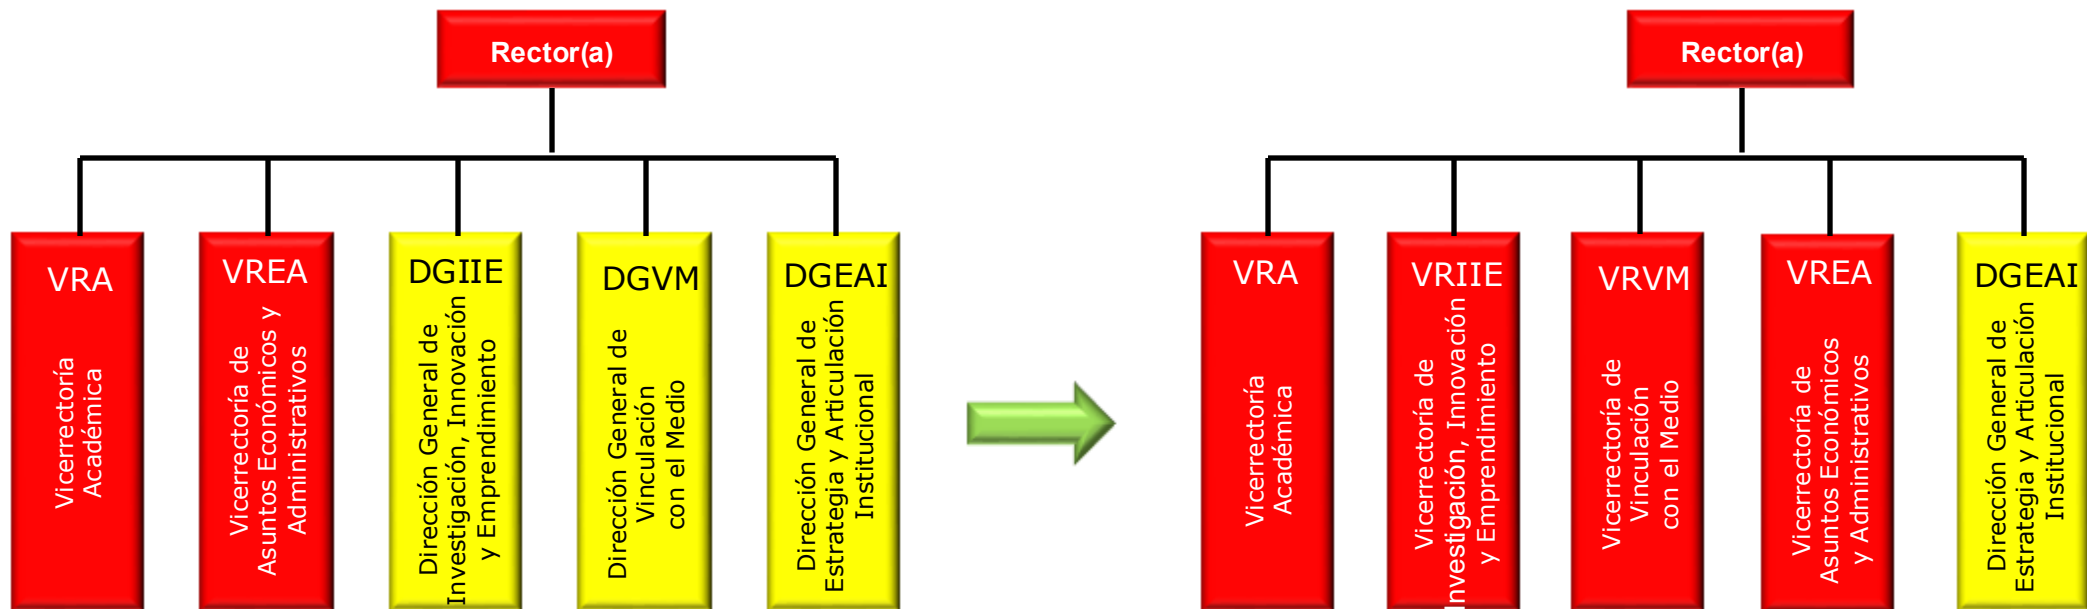 Rector(a)
VRA
Vicerrectoría
Académica
VREA
Vicerrectoría de
Asuntos Económicos y
Administrativos
DGIIE
Dirección General de
Investigación, Innovación
y Emprendimiento
DGVM
Dirección General de
Vinculación
con el Medio
DGEAI
Dirección General de
Estrategia y Articulación
Institucional
Rector(a)
VRA
Vicerrectoría
Académica
VRIIE
Vicerrectoría de
Investigación, Innovación
y Emprendimiento
VRVM
Vicerrectoría de
Vinculación
con el Medio
VREA
Vicerrectoría de
Asuntos Económicos
y Administrativos
DGEAI
Dirección General de
Estrategia y Articulación
Institucional